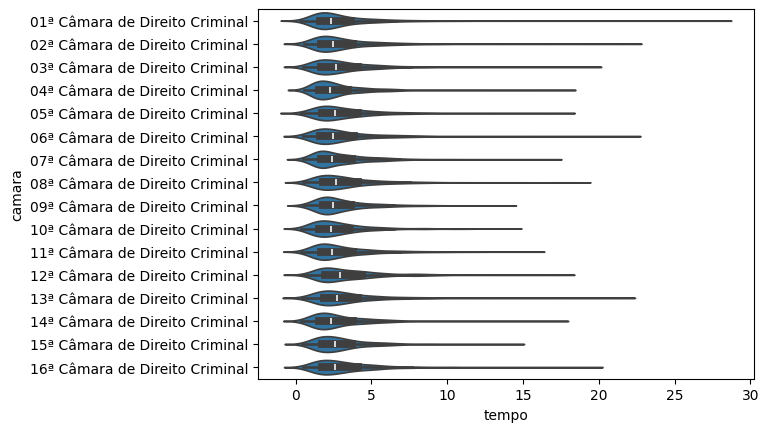 01ª Câmara de Direito Criminal
02ª Câmara de Direito Criminal
03ª Câmara de Direito Criminal
04ª Câmara de Direito Criminal
05ª Câmara de Direito Criminal
06ª Câmara de Direito Criminal
07ª Câmara de Direito Criminal
08ª Câmara de Direito Criminal
09ª Câmara de Direito Criminal
10ª Câmara de Direito Criminal
11ª Câmara de Direito Criminal
12ª Câmara de Direito Criminal
13ª Câmara de Direito Criminal
14ª Câmara de Direito Criminal
15ª Câmara de Direito Criminal
16ª Câmara de Direito Criminal
camara
0 5 10 15 20 25 30
tempo